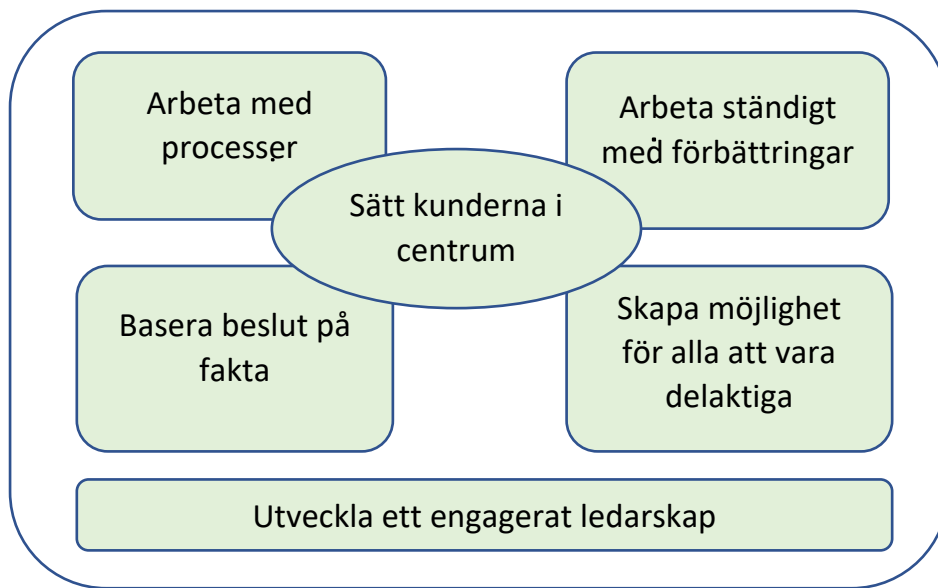 Arbeta med
processer
Arbeta ständigt
med förbättringar
Sätt kunderna i
centrum
Basera beslut på
fakta
Skapa möjlighet
för alla att vara
delaktiga
Utveckla ett engagerat ledarskap